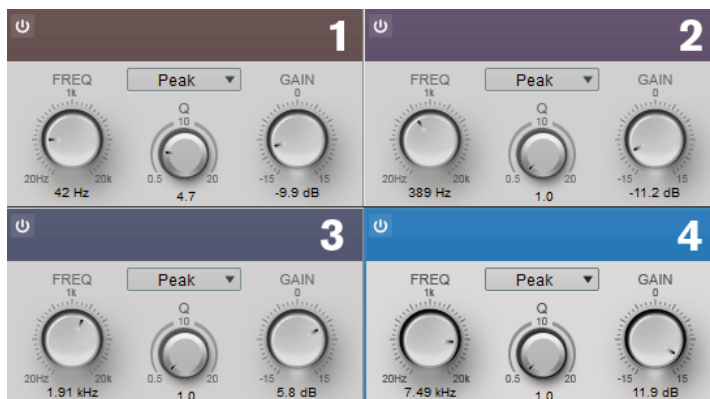 1
2
FREQ Peak GAIN
FREQ Peak GAIN
1k Q 0
1k Q 0
10
10
20Hz 20k 0.5 20 -15 15
20Hz 20k 0.5 20 -15 15
42 Hz 4.7 -9.9 dB
389 Hz 1.0 -11.2 dB
3
4
FREQ Peak GAIN
FREQ Peak GAIN
1k Q 0
1k Q 0
10
10
20Hz 20k 0.5 20 -15 15
20Hz 20k 0.5 20 -15 15
1.91 kHz 1.0 5.8 dB
7.49 kHz 1.0 11.9 dB